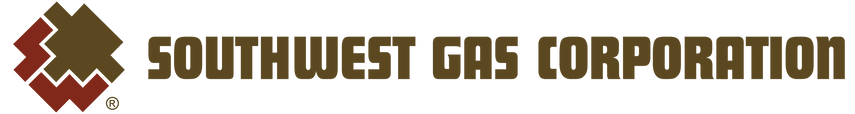 SOUTHWEST GAS CORPORATION
®